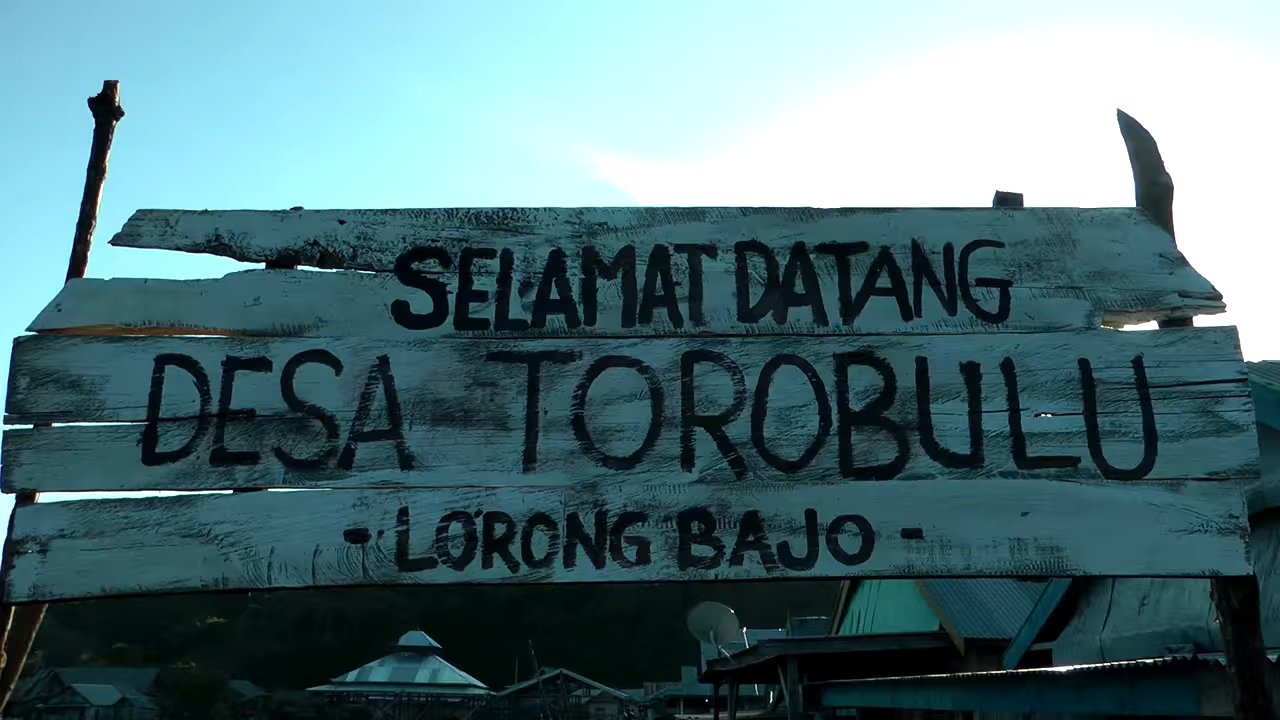 SELAMAT DATANG
DESA TOROBULU
- LORONG BAJO -